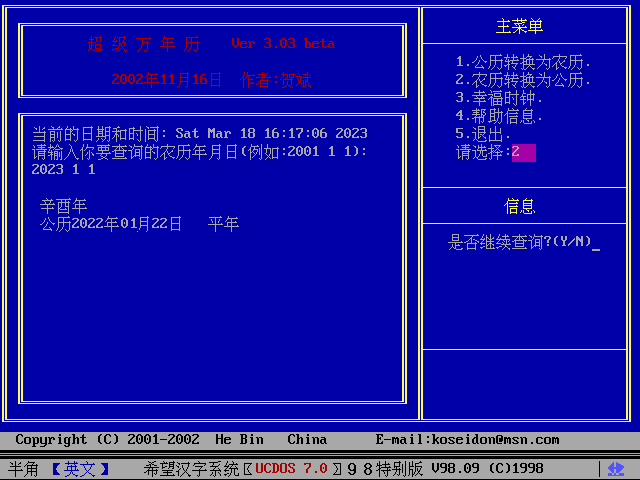 超级万年历 Ver 3.03 beta
2002年11月16日 作者:贺斌
当前的日期和时间: Sat Mar 18 16:17:06 2023
请输入你要查询的农历年月日(例如:2001 1 1):
2023 1 1
辛酉年
公历2022年01月22日 平年
主菜单
1.公历转换为农历.
2.农历转换为公历.
3.幸福时钟.
4.帮助信息.
5.退出.
请选择:2
信息
是否继续查询?(Y/N)_
Copyright (C) 2001-2002 He Bin China E-mail:koseidon@msn.com
半角 【英文】 希望汉字系统〖UCDOS 7.0〗98特别版 V98.09 (C)1998